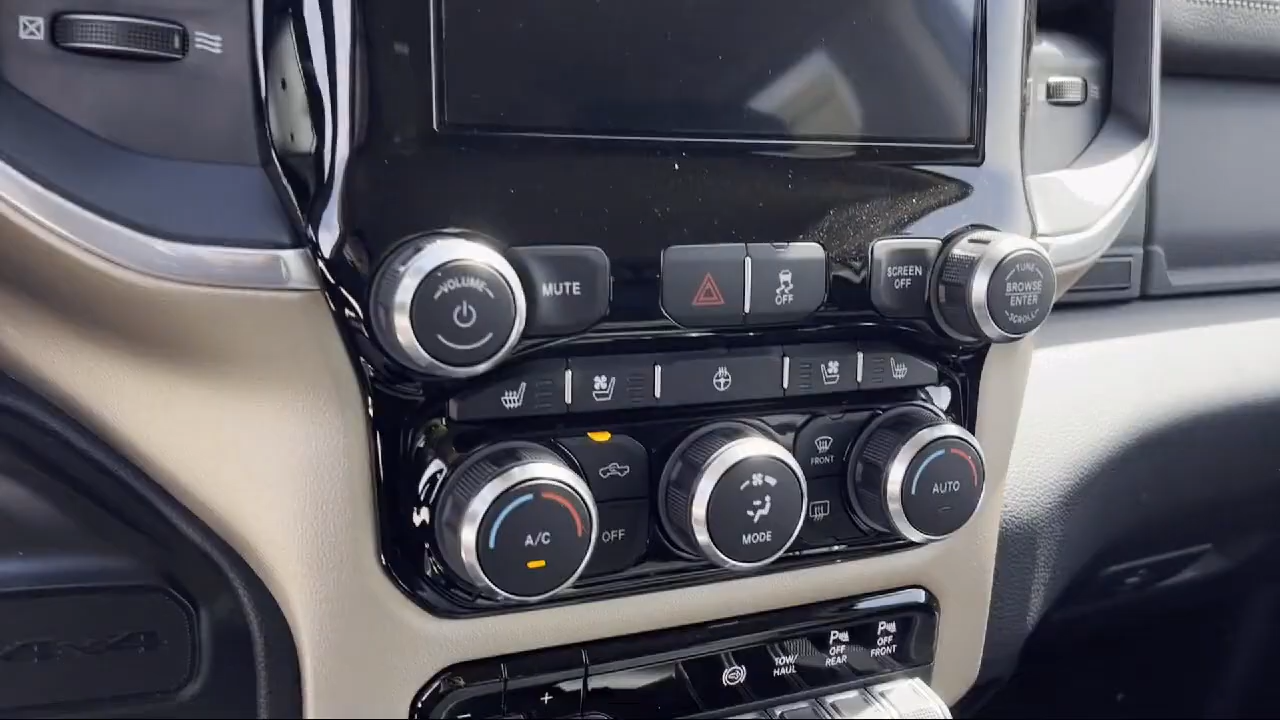 VOLUME
MUTE
OFF
SCREEN
OFF
TUNE
BROWSE
ENTER
SCROLL
A/C
OFF
MODE
FRONT
AUTO
4X4
+
TOW/
HAUL
P
OFF
REAR
P
OFF
FRONT